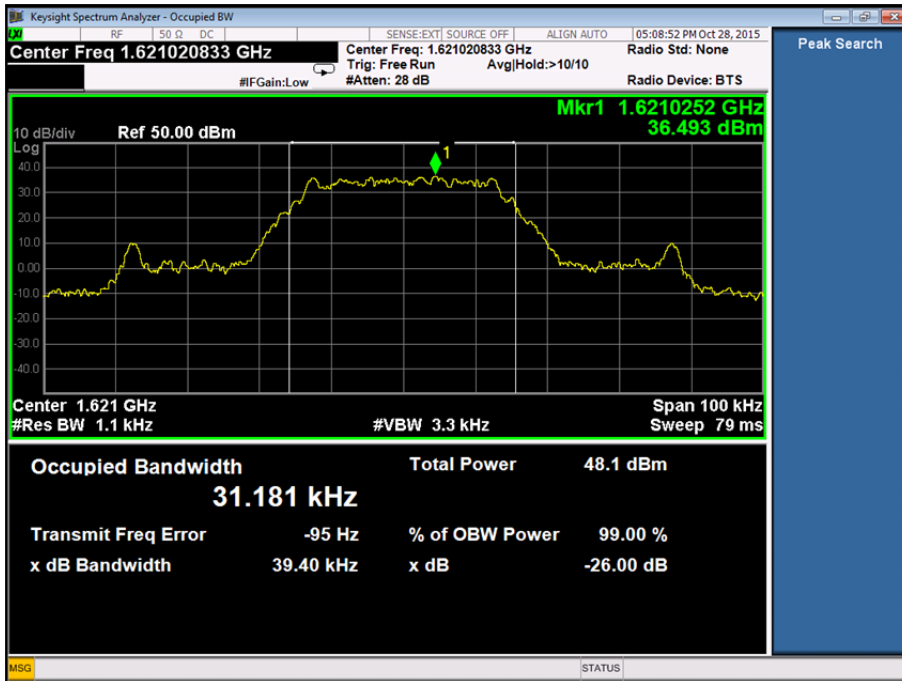 Keysight Spectrum Analyzer - Occupied BW
LXI RF 50 Ω DC SENSE:EXT SOURCE OFF ALIGN AUTO 05:08:52 PM Oct 28, 2015
Center Freq 1.621020833 GHz
Center Freq: 1.621020833 GHz Radio Std: None
Trig: Free Run Avg|Hold:>10/10
#IFGain:Low #Atten: 28 dB Radio Device: BTS
Peak Search
Mkr1 1.6210252 GHz
36.493 dBm
10 dB/div Ref 50.00 dBm
Log
1
40.0
30.0
20.0
10.0
0.00
-10.0
-20.0
-30.0
-40.0
Center 1.621 GHz Span 100 kHz
#Res BW 1.1 kHz #VBW 3.3 kHz Sweep 79 ms
Occupied Bandwidth Total Power 48.1 dBm
31.181 kHz
Transmit Freq Error -95 Hz % of OBW Power 99.00 %
x dB Bandwidth 39.40 kHz x dB -26.00 dB
MSG STATUS